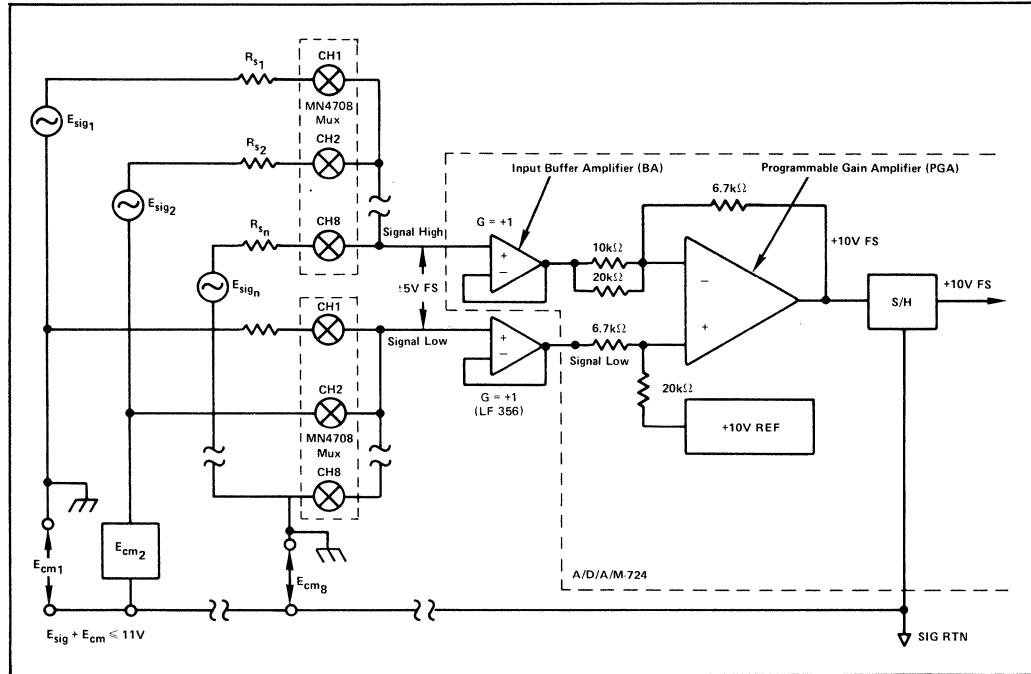 Rs1
CH1
MN4708
Mux
Esig1
Rs2
CH2
Esig2
Input Buffer Amplifier (BA)
Programmable Gain Amplifier (PGA)
6.7kΩ
Rsn
CH8
Signal High
G = +1
+
−
10kΩ
20kΩ
+10V FS
Esign
±5V FS
−
+
S/H
+10V FS
CH1
Signal Low
+
−
6.7kΩ
Signal Low
G = +1
(LF 356)
20kΩ
CH2
MN4708
Mux
+10V REF
CH8
Ecm1
Ecm2
Ecm8
A/D/A/M-724
Esig + Ecm ≤ 11V
SIG RTN